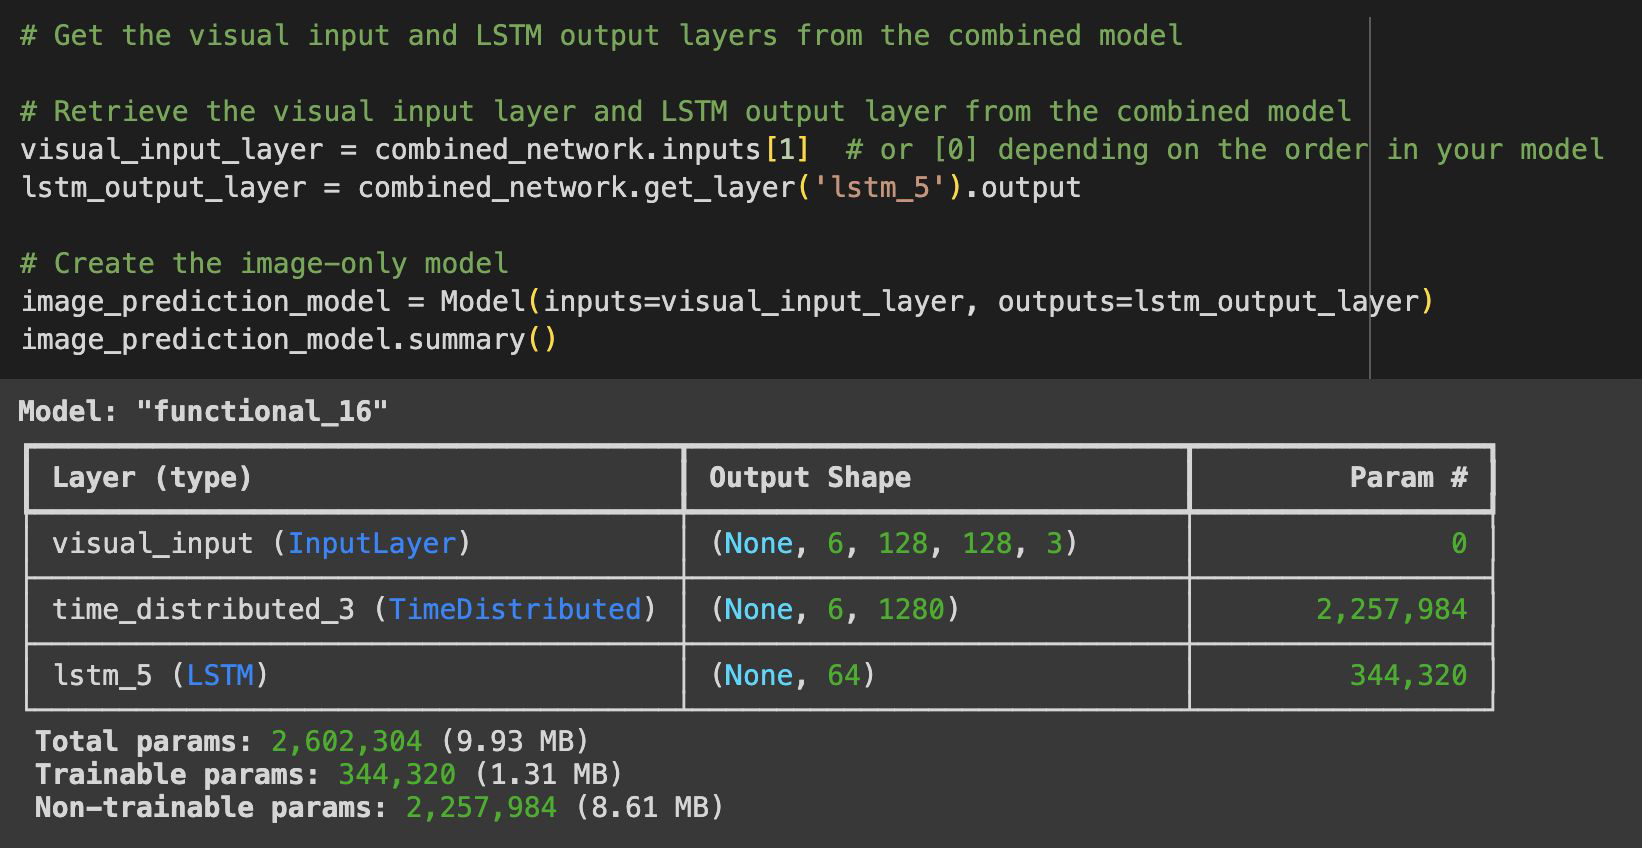 # Get the visual input and LSTM output layers from the combined model
# Retrieve the visual input layer and LSTM output layer from the combined model
visual_input_layer = combined_network.inputs[1]  # or [0] depending on the order in your model
lstm_output_layer = combined_network.get_layer('lstm_5').output
# Create the image-only model
image_prediction_model = Model(inputs=visual_input_layer, outputs=lstm_output_layer)
image_prediction_model.summary()
Model: "functional_16"
Layer (type) Output Shape Param #
visual_input (InputLayer) (None, 6, 128, 128, 3) 0
time_distributed_3 (TimeDistributed) (None, 6, 1280) 2,257,984
lstm_5 (LSTM) (None, 64) 344,320
Total params: 2,602,304 (9.93 MB)
Trainable params: 344,320 (1.31 MB)
Non-trainable params: 2,257,984 (8.61 MB)